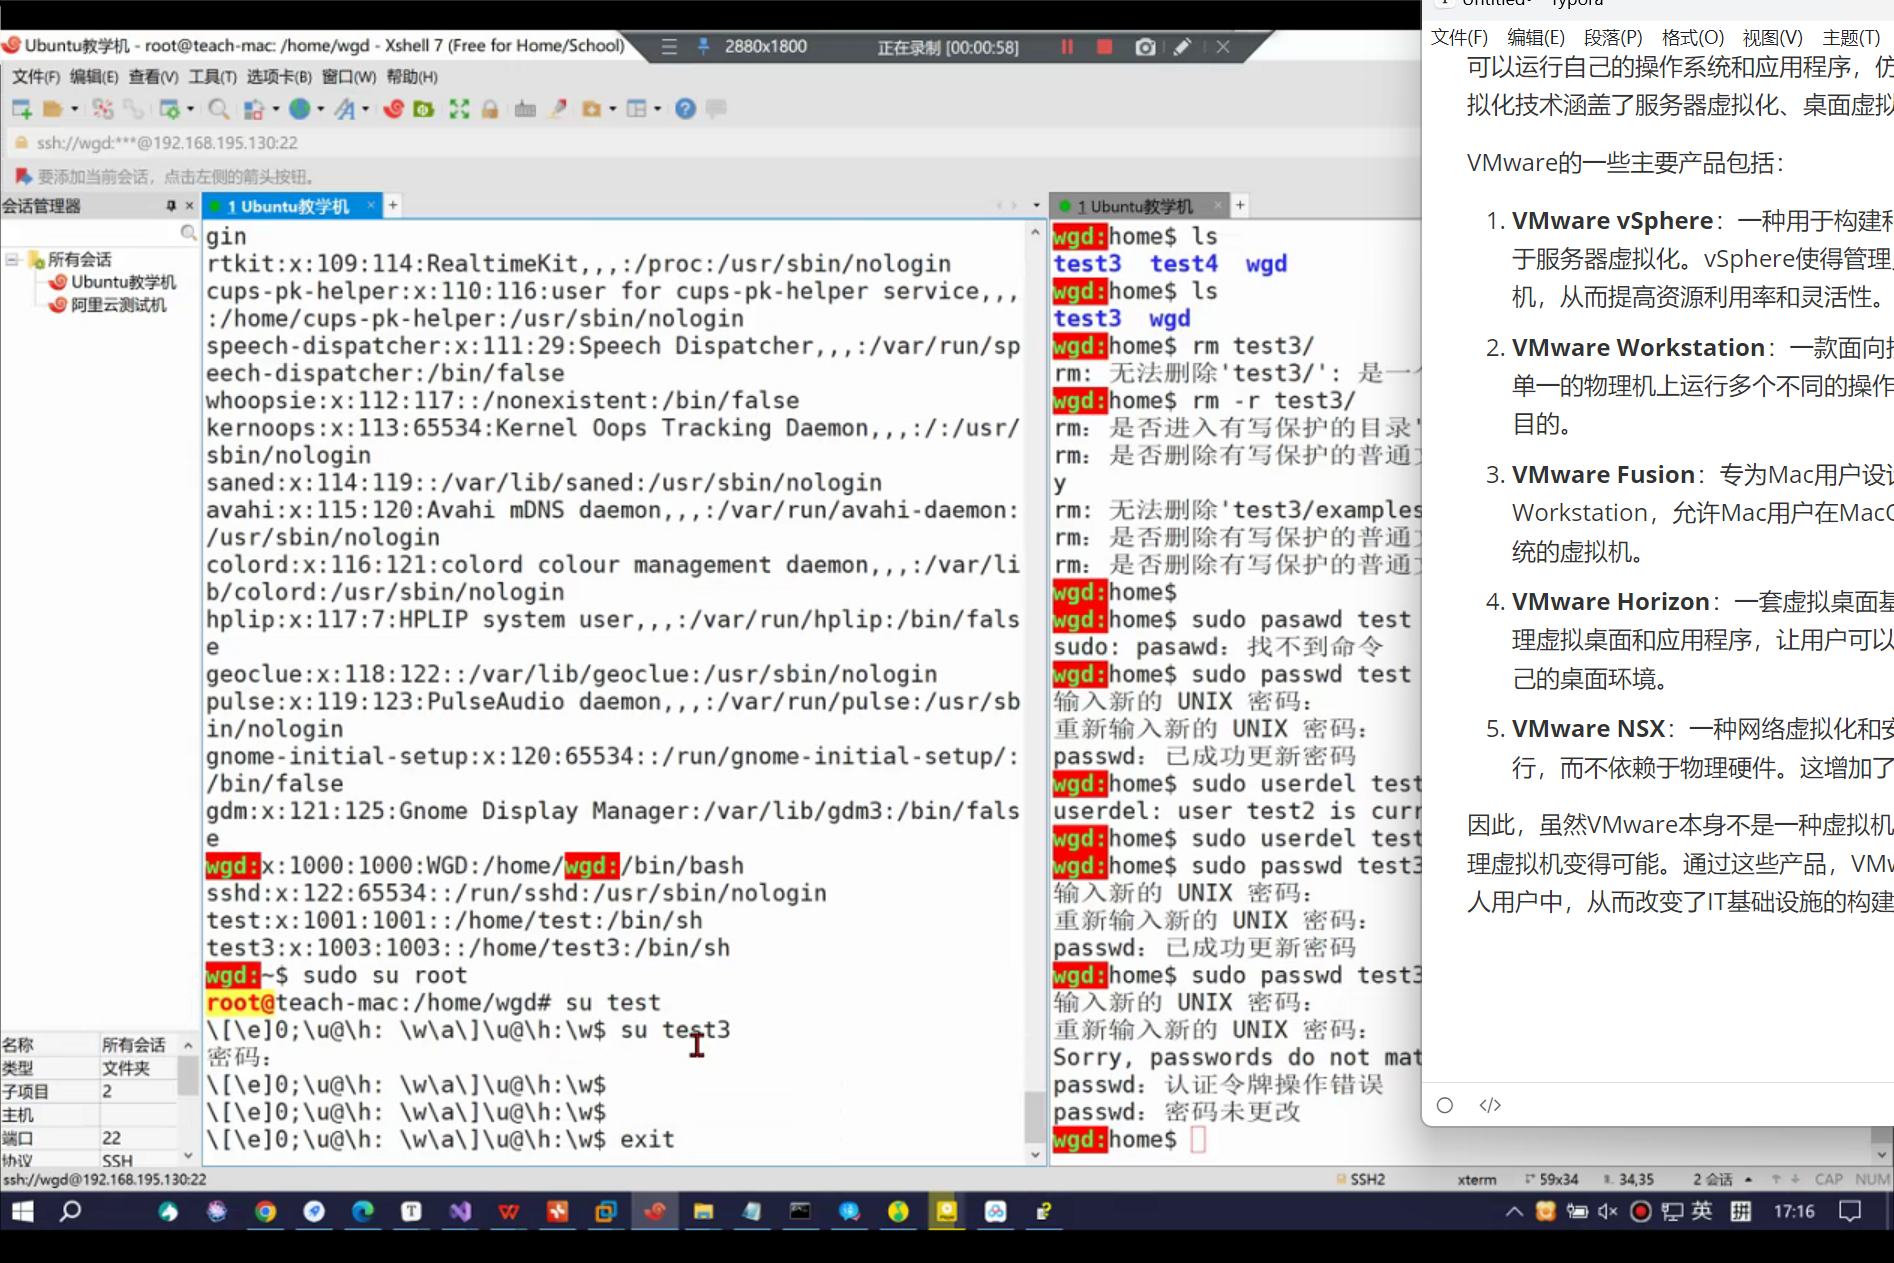 Ubuntu教学机 - root@teach-mac: /home/wgd - Xshell 7 (Free for Home/School)
2880x1800
正在录制 [00:00:58]
文件(F) 编辑(E) 查看(V) 工具(T) 选项卡(B) 窗口(W) 帮助(H)
ssh://wgd:***@192.168.195.130:22
要添加当前会话，点击左侧的箭头按钮。
会话管理器
所有会话
Ubuntu教学机
阿里云测试机
名称 所有会话
类型 文件夹
子项目 2
主机
端口 22
协议 SSH
1 Ubuntu教学机
gin
rtkit:x:109:114:RealtimeKit,,,:/proc:/usr/sbin/nologin
cups-pk-helper:x:110:116:user for cups-pk-helper service,,,
:/home/cups-pk-helper:/usr/sbin/nologin
speech-dispatcher:x:111:29:Speech Dispatcher,,,:/var/run/sp
eech-dispatcher:/bin/false
whoopsie:x:112:117::/nonexistent:/bin/false
kernoops:x:113:65534:Kernel Oops Tracking Daemon,,,:/:/usr/
sbin/nologin
saned:x:114:119::/var/lib/saned:/usr/sbin/nologin
avahi:x:115:120:Avahi mDNS daemon,,,:/var/run/avahi-daemon:
/usr/sbin/nologin
colord:x:116:121:colord colour management daemon,,,:/var/li
b/colord:/usr/sbin/nologin
hplip:x:117:7:HPLIP system user,,,:/var/run/hplip:/bin/fals
e
geoclue:x:118:122::/var/lib/geoclue:/usr/sbin/nologin
pulse:x:119:123:PulseAudio daemon,,,:/var/run/pulse:/usr/sb
in/nologin
gnome-initial-setup:x:120:65534::/run/gnome-initial-setup/:
/bin/false
gdm:x:121:125:Gnome Display Manager:/var/lib/gdm3:/bin/fals
e
wgd:x:1000:1000:WGD:/home/wgd:/bin/bash
sshd:x:122:65534::/run/sshd:/usr/sbin/nologin
test:x:1001:1001::/home/test:/bin/sh
test3:x:1003:1003::/home/test3:/bin/sh
wgd:~$ sudo su root
root@teach-mac:/home/wgd# su test
\[\e]0;\u@\h: \w\a\]\u@\h:\w$ su test3
密码：
\[\e]0;\u@\h: \w\a\]\u@\h:\w$
\[\e]0;\u@\h: \w\a\]\u@\h:\w$
\[\e]0;\u@\h: \w\a\]\u@\h:\w$ exit
1 Ubuntu教学机
wgd:home$ ls
test3 test4 wgd
wgd:home$ ls
test3 wgd
wgd:home$ rm test3/
rm: 无法删除'test3/': 是一
wgd:home$ rm -r test3/
rm：是否进入有写保护的目录'
rm：是否删除有写保护的普通
y
rm: 无法删除'test3/examples
rm：是否删除有写保护的普通
rm：是否删除有写保护的普通
wgd:home$
wgd:home$ sudo pasawd test
sudo: pasawd：找不到命令
wgd:home$ sudo passwd test
输入新的 UNIX 密码：
重新输入新的 UNIX 密码：
passwd：已成功更新密码
wgd:home$ sudo userdel test
userdel: user test2 is curr
wgd:home$ sudo userdel test
wgd:home$ sudo passwd test3
输入新的 UNIX 密码：
重新输入新的 UNIX 密码：
passwd：已成功更新密码
wgd:home$ sudo passwd test3
输入新的 UNIX 密码：
重新输入新的 UNIX 密码：
Sorry, passwords do not mat
passwd：认证令牌操作错误
passwd：密码未更改
wgd:home$
文件(F) 编辑(E) 段落(P) 格式(O) 视图(V) 主题(T)
可以运行自己的操作系统和应用程序，仿
拟化技术涵盖了服务器虚拟化、桌面虚拟
VMware的一些主要产品包括：
1. VMware vSphere：一种用于构建和
于服务器虚拟化。vSphere使得管理
机，从而提高资源利用率和灵活性。
2. VMware Workstation：一款面向
单一的物理机上运行多个不同的操作
目的。
3. VMware Fusion：专为Mac用户设计
Workstation，允许Mac用户在MacO
统的虚拟机。
4. VMware Horizon：一套虚拟桌面基
理虚拟桌面和应用程序，让用户可以
己的桌面环境。
5. VMware NSX：一种网络虚拟化和安
行，而不依赖于物理硬件。这增加了
因此，虽然VMware本身不是一种虚拟机
理虚拟机变得可能。通过这些产品，VMw
人用户中，从而改变了IT基础设施的构建
ssh://wgd@192.168.195.130:22
SSH2 xterm 59x34 34,35 2 会话 CAP NUM
英 拼 17:16